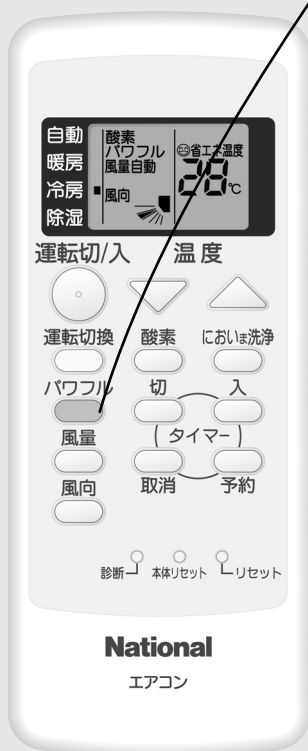 自動
暖房
冷房
除湿
酸素
パワフル
風量自動
風向
省エネ温度
28℃
運転切/入 温度
運転切換 酸素 においま洗浄
パワフル 切 入
風量 (タイマー)
風向 取消 予約
診断 本体リセット リセット
National
エアコン